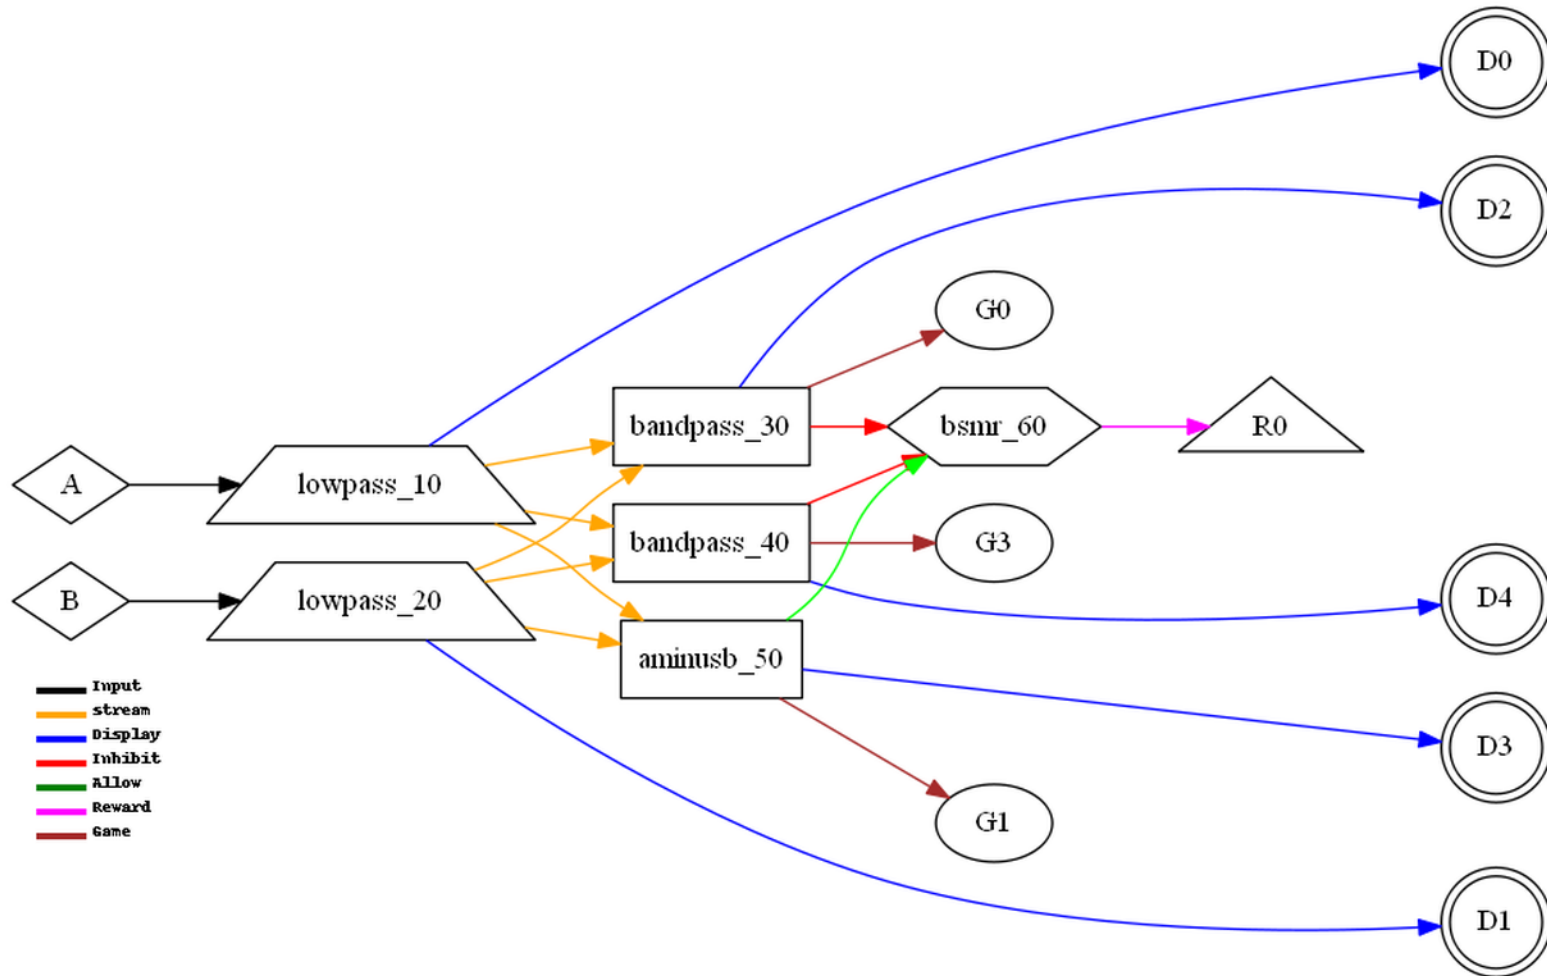 D0
D2
G0
bandpass_30
bsmr_60
R0
A
lowpass_10
bandpass_40
G3
B
lowpass_20
D4
aminusb_50
D3
G1
D1
Input
stream
Display
Inhibit
Allow
Reward
Game